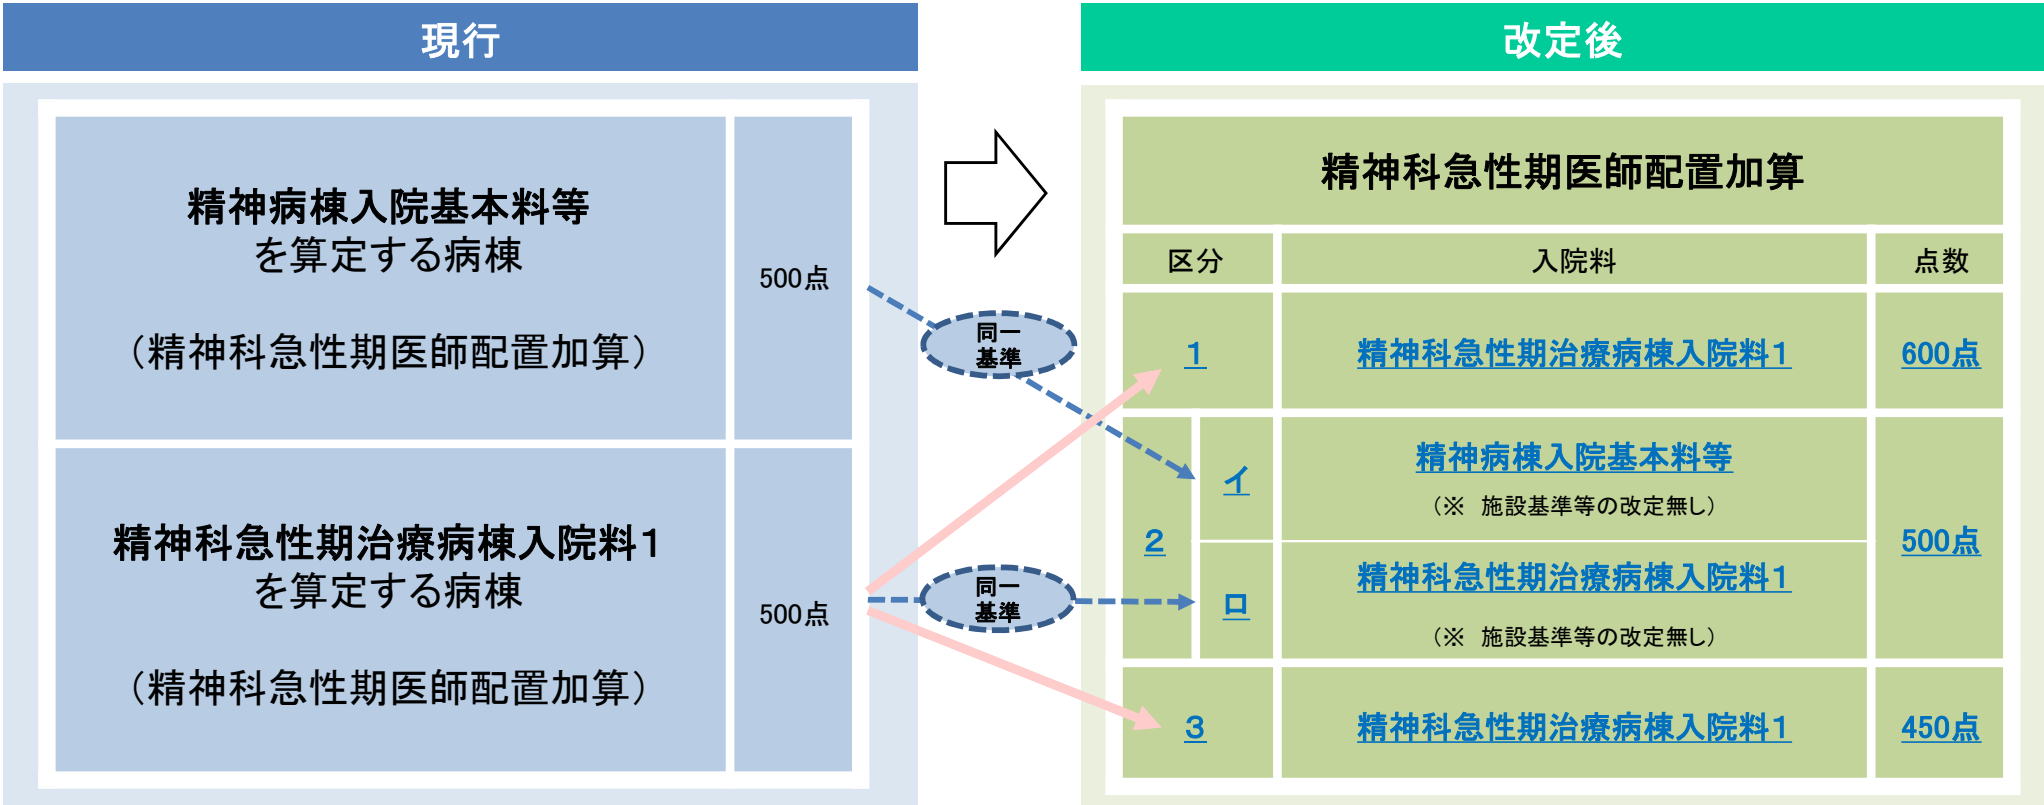 現行
精神病棟入院基本料等
を算定する病棟
（精神科急性期医師配置加算）
500点
精神科急性期治療病棟入院料1
を算定する病棟
（精神科急性期医師配置加算）
500点
同一
基準
同一
基準
改定後
精神科急性期医師配置加算
区分
入院料
点数
1
精神科急性期治療病棟入院料1
600点
2
イ
精神病棟入院基本料等
（※　施設基準等の改定無し）
500点
ロ
精神科急性期治療病棟入院料1
（※　施設基準等の改定無し）
3
精神科急性期治療病棟入院料1
450点